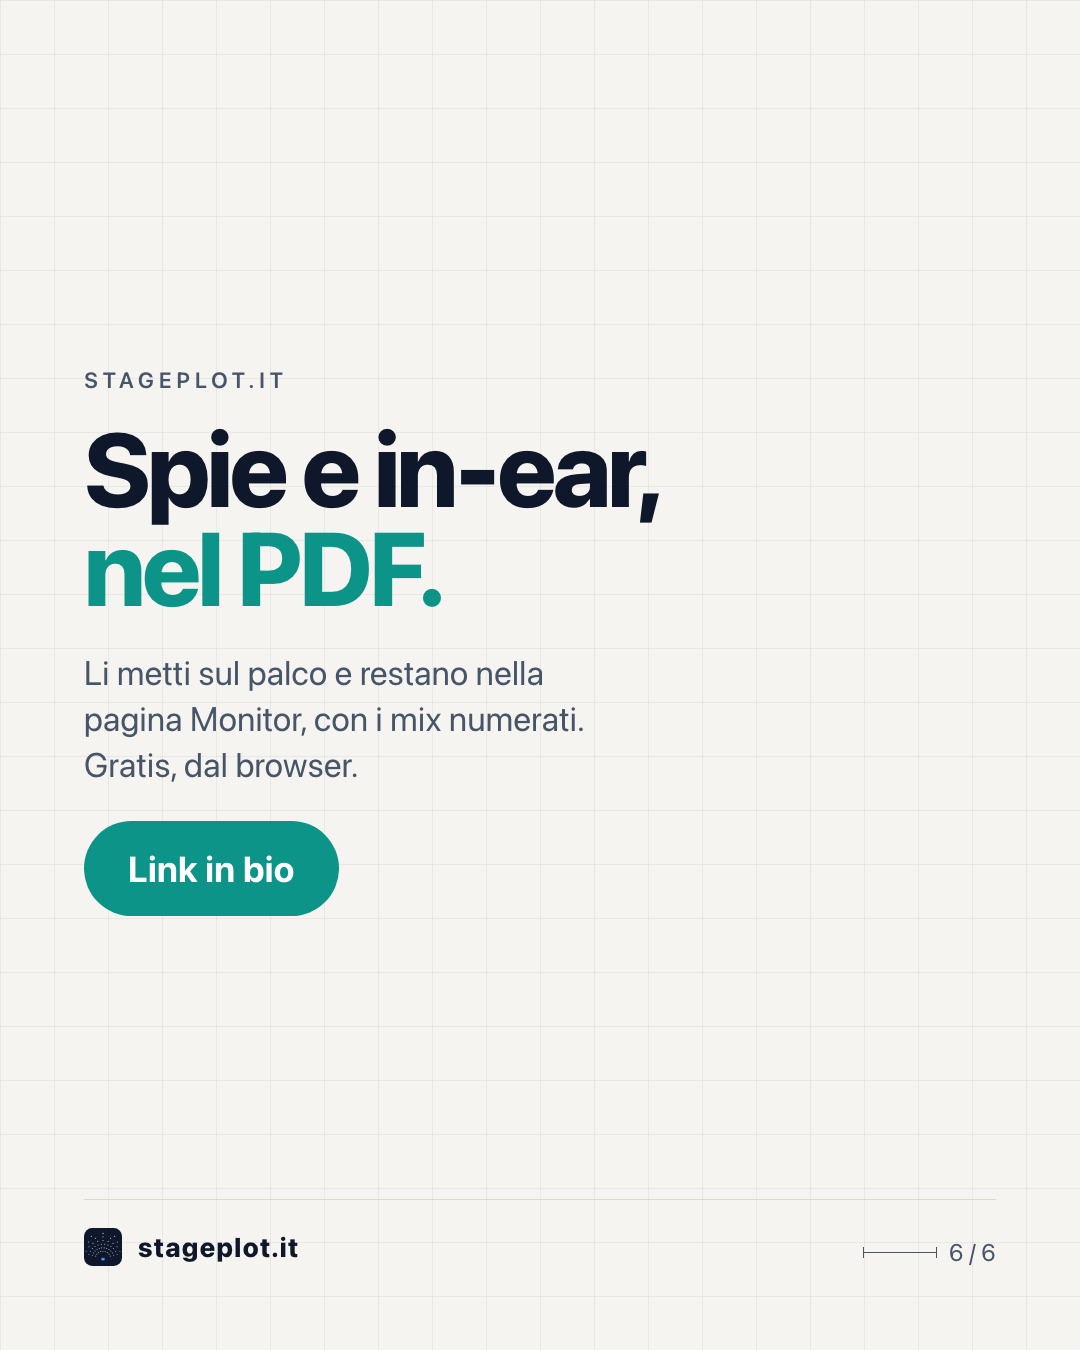 STAGEPLOT.IT
Spie e in-ear,
nel PDF.
Li metti sul palco e restano nella
pagina Monitor, con i mix numerati.
Gratis, dal browser.
Link in bio
stageplot.it
6 / 6